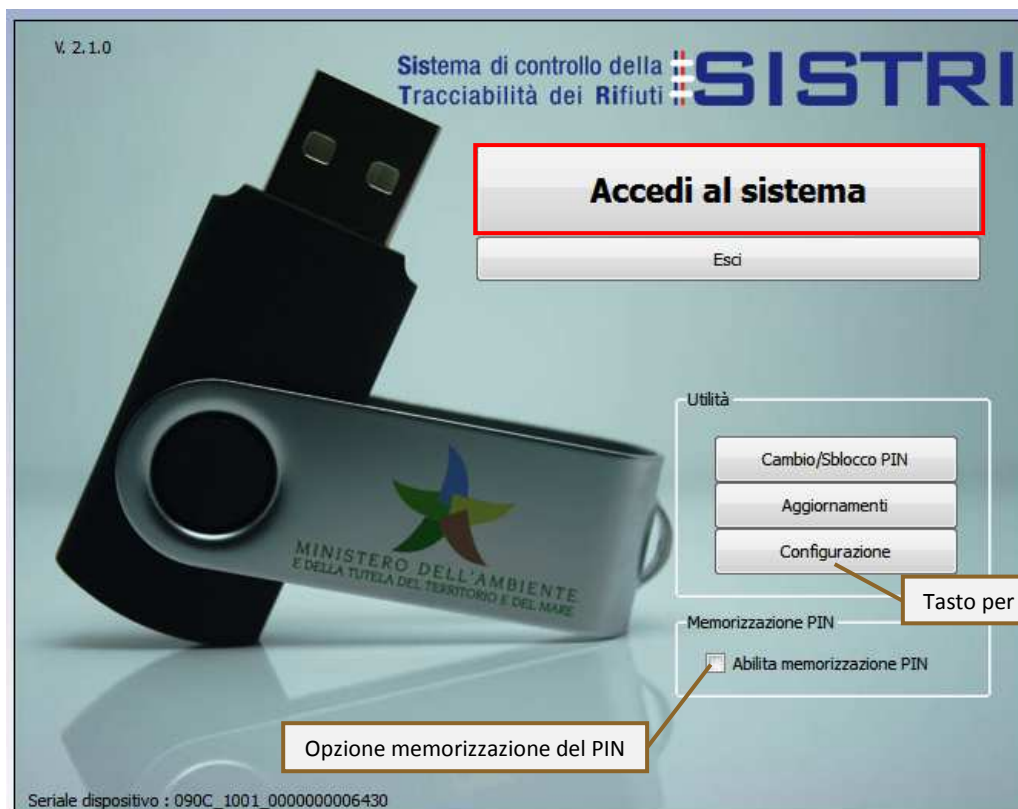 V. 2.1.0
Sistema di controllo della
Tracciabilità dei Rifiuti
SISTRI
Accedi al sistema
Esci
Utilità
Cambio/Sblocco PIN
Aggiornamenti
Configurazione
Tasto per
Memorizzazione PIN
Abilita memorizzazione PIN
Opzione memorizzazione del PIN
MINISTERO DELL'AMBIENTE
E DELLA TUTELA DEL TERRITORIO E DEL MARE
Seriale dispositivo : 090C_1001_0000000006430